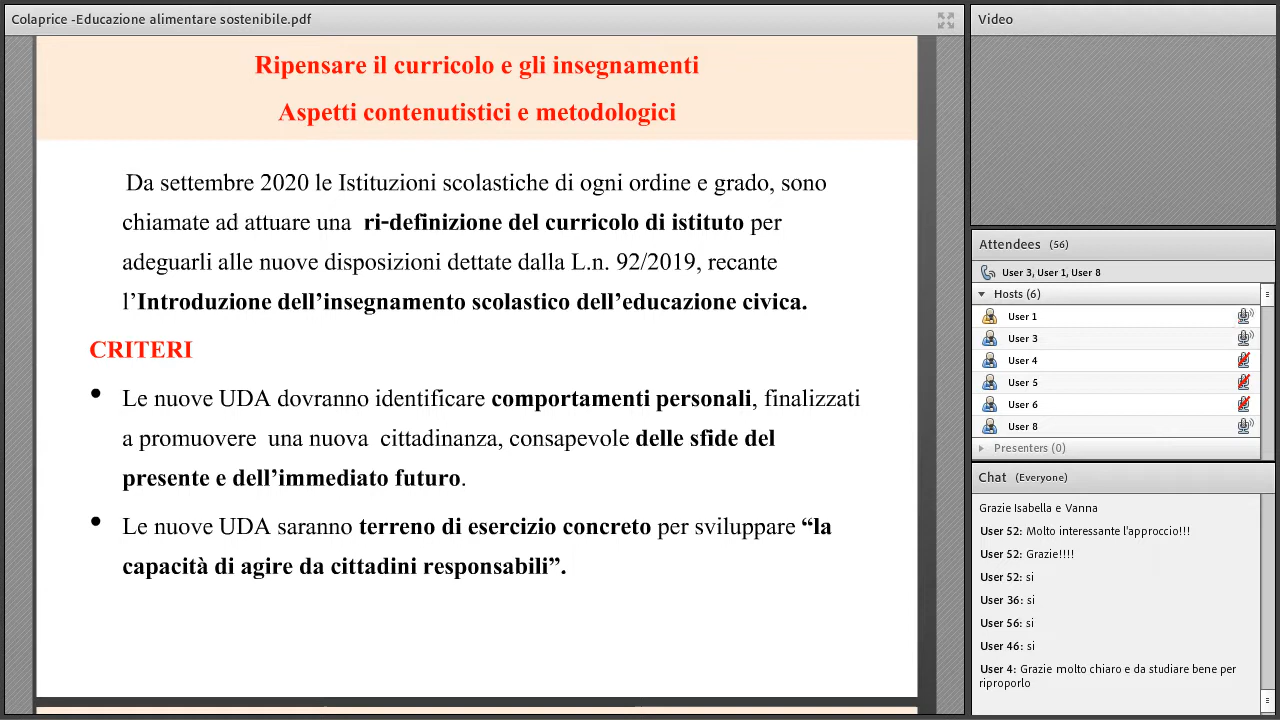 Colaprice -Educazione alimentare sostenibile.pdf
Ripensare il curricolo e gli insegnamenti
Aspetti contenutistici e metodologici
Da settembre 2020 le Istituzioni scolastiche di ogni ordine e grado, sono
chiamate ad attuare una ri-definizione del curricolo di istituto per
adeguarli alle nuove disposizioni dettate dalla L.n. 92/2019, recante
l’Introduzione dell’insegnamento scolastico dell’educazione civica.
CRITERI
• Le nuove UDA dovranno identificare comportamenti personali, finalizzati
a promuovere una nuova cittadinanza, consapevole delle sfide del
presente e dell’immediato futuro.
• Le nuove UDA saranno terreno di esercizio concreto per sviluppare “la
capacità di agire da cittadini responsabili”.
Video
Attendees (56)
User 3, User 1, User 8
Hosts (6)
User 1
User 3
User 4
User 5
User 6
User 8
Presenters (0)
Chat (Everyone)
Grazie Isabella e Vanna
User 52: Molto interessante l'approccio!!!
User 52: Grazie!!!!
User 52: si
User 36: si
User 56: si
User 46: si
User 4: Grazie molto chiaro e da studiare bene per
riproporlo